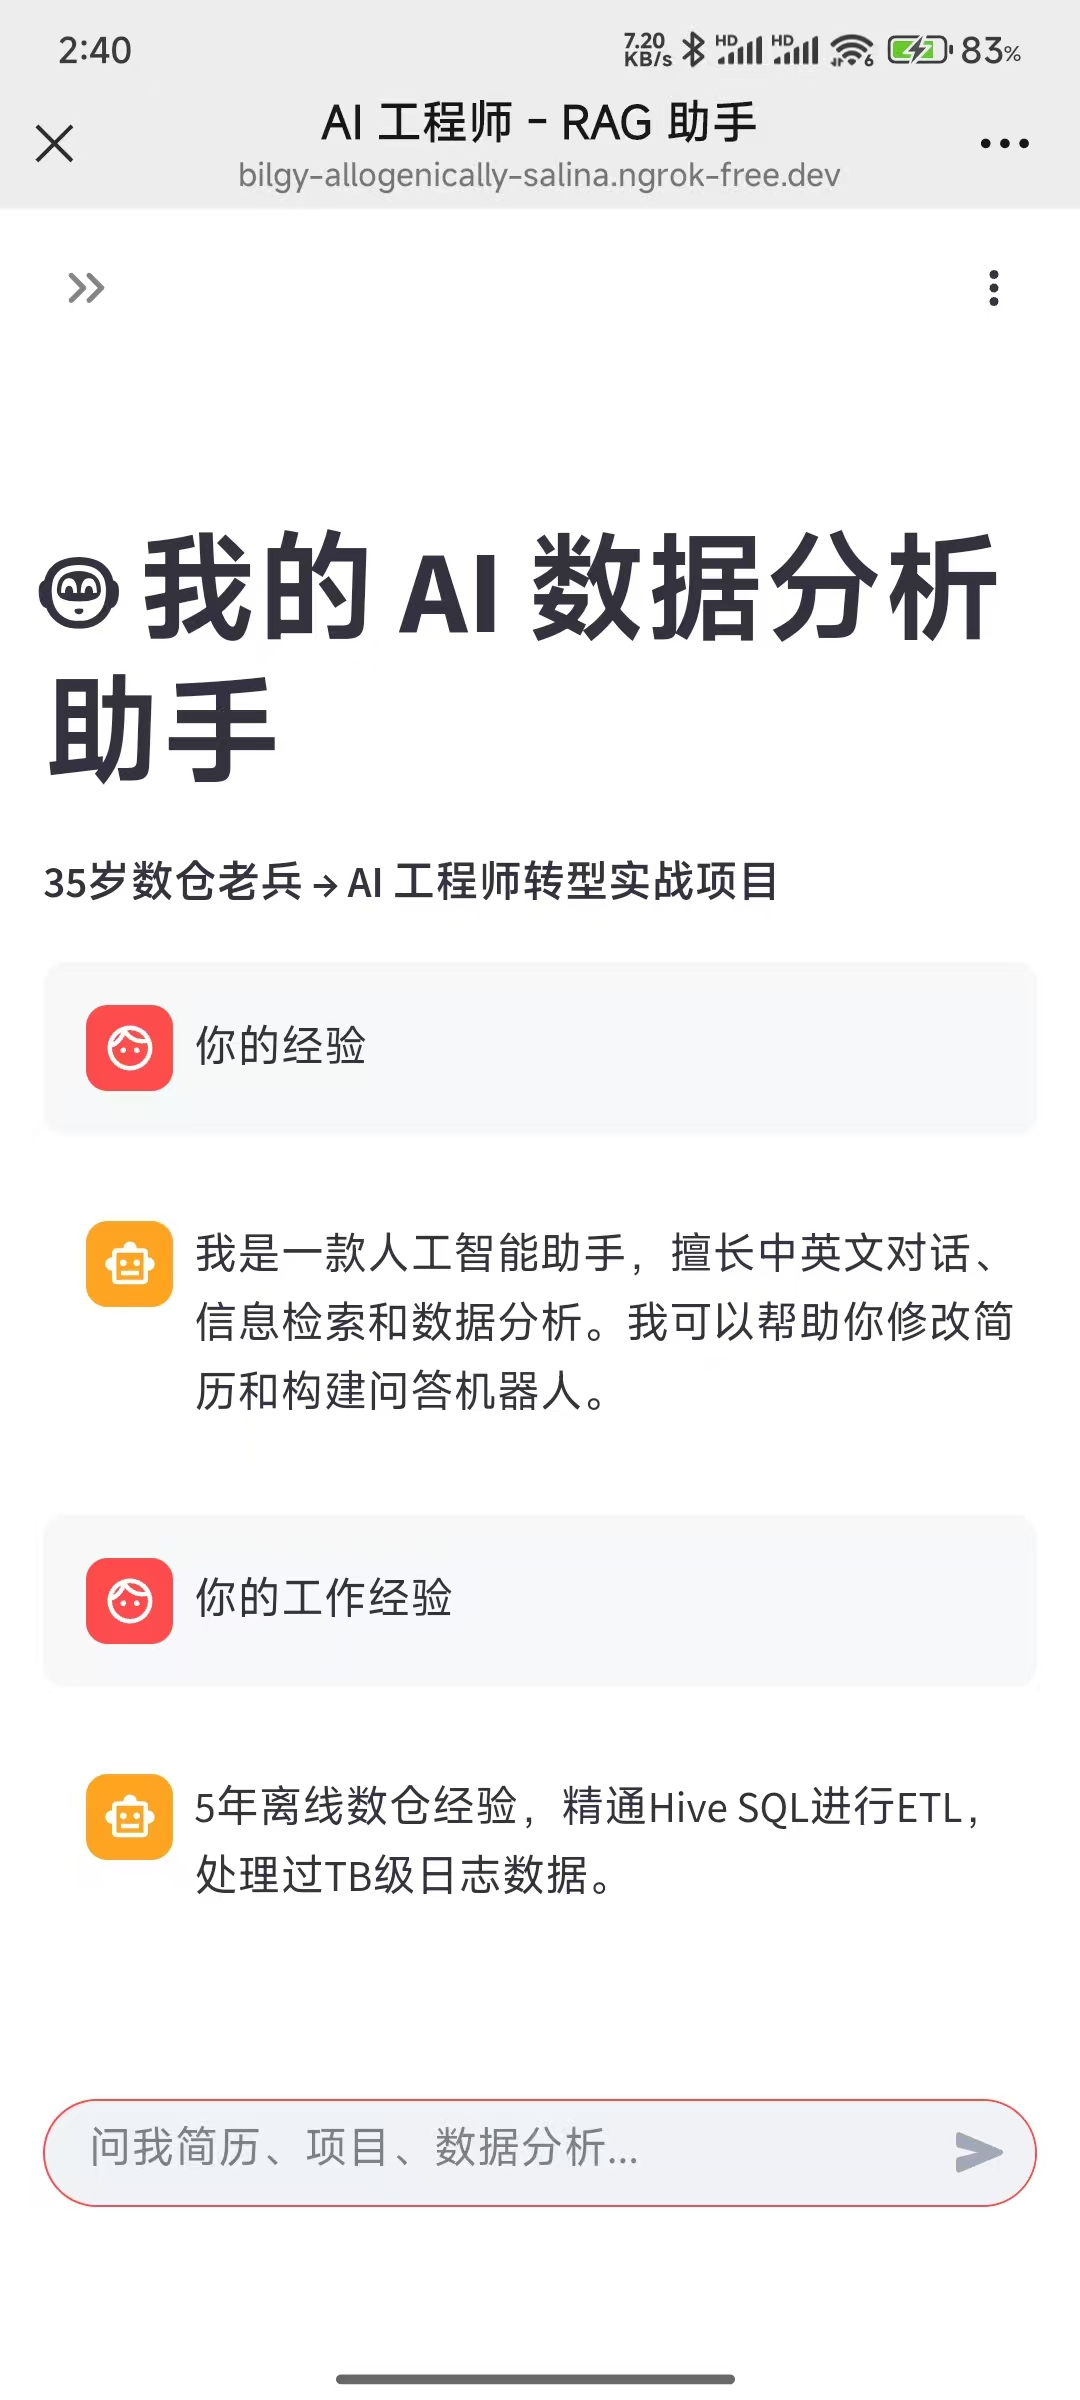 2:40
7.20 KB/s HD HD 6 83%
AI 工程师 - RAG 助手
bilgy-allogenically-salina.ngrok-free.dev
我的 AI 数据分析
助手
35岁数仓老兵 → AI 工程师转型实战项目
你的经验
我是一款人工智能助手，擅长中英文对话、
信息检索和数据分析。我可以帮助你修改简
历和构建问答机器人。
你的工作经验
5年离线数仓经验，精通Hive SQL进行ETL，
处理过TB级日志数据。
问我简历、项目、数据分析...